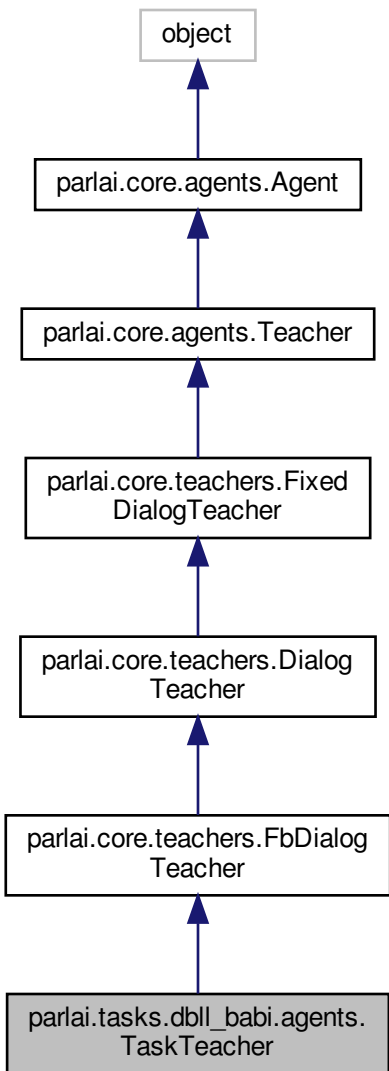 object
parlai.core.agents.Agent
parlai.core.agents.Teacher
parlai.core.teachers.Fixed
DialogTeacher
parlai.core.teachers.Dialog
Teacher
parlai.core.teachers.FbDialog
Teacher
parlai.tasks.dbll_babi.agents.
TaskTeacher